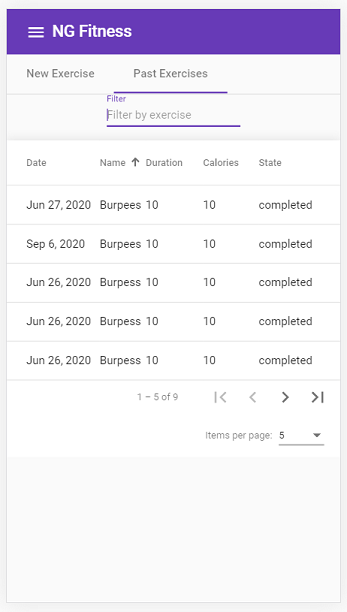 NG Fitness
New Exercise Past Exercises
Filter
Filter by exercise
Date Name Duration Calories State
Jun 27, 2020 Burpees 10 10 completed
Sep 6, 2020 Burpees 10 10 completed
Jun 26, 2020 Burpess 10 10 completed
Jun 26, 2020 Burpess 10 10 completed
Jun 26, 2020 Burpess 10 10 completed
1 – 5 of 9
Items per page: 5